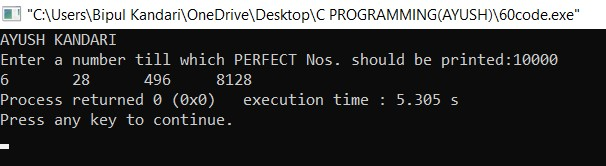 "C:\Users\Bipul Kandari\OneDrive\Desktop\C PROGRAMMING(AYUSH)\60code.exe"
AYUSH KANDARI
Enter a number till which PERFECT Nos. should be printed:10000
6       28      496     8128
Process returned 0 (0x0)   execution time : 5.305 s
Press any key to continue.